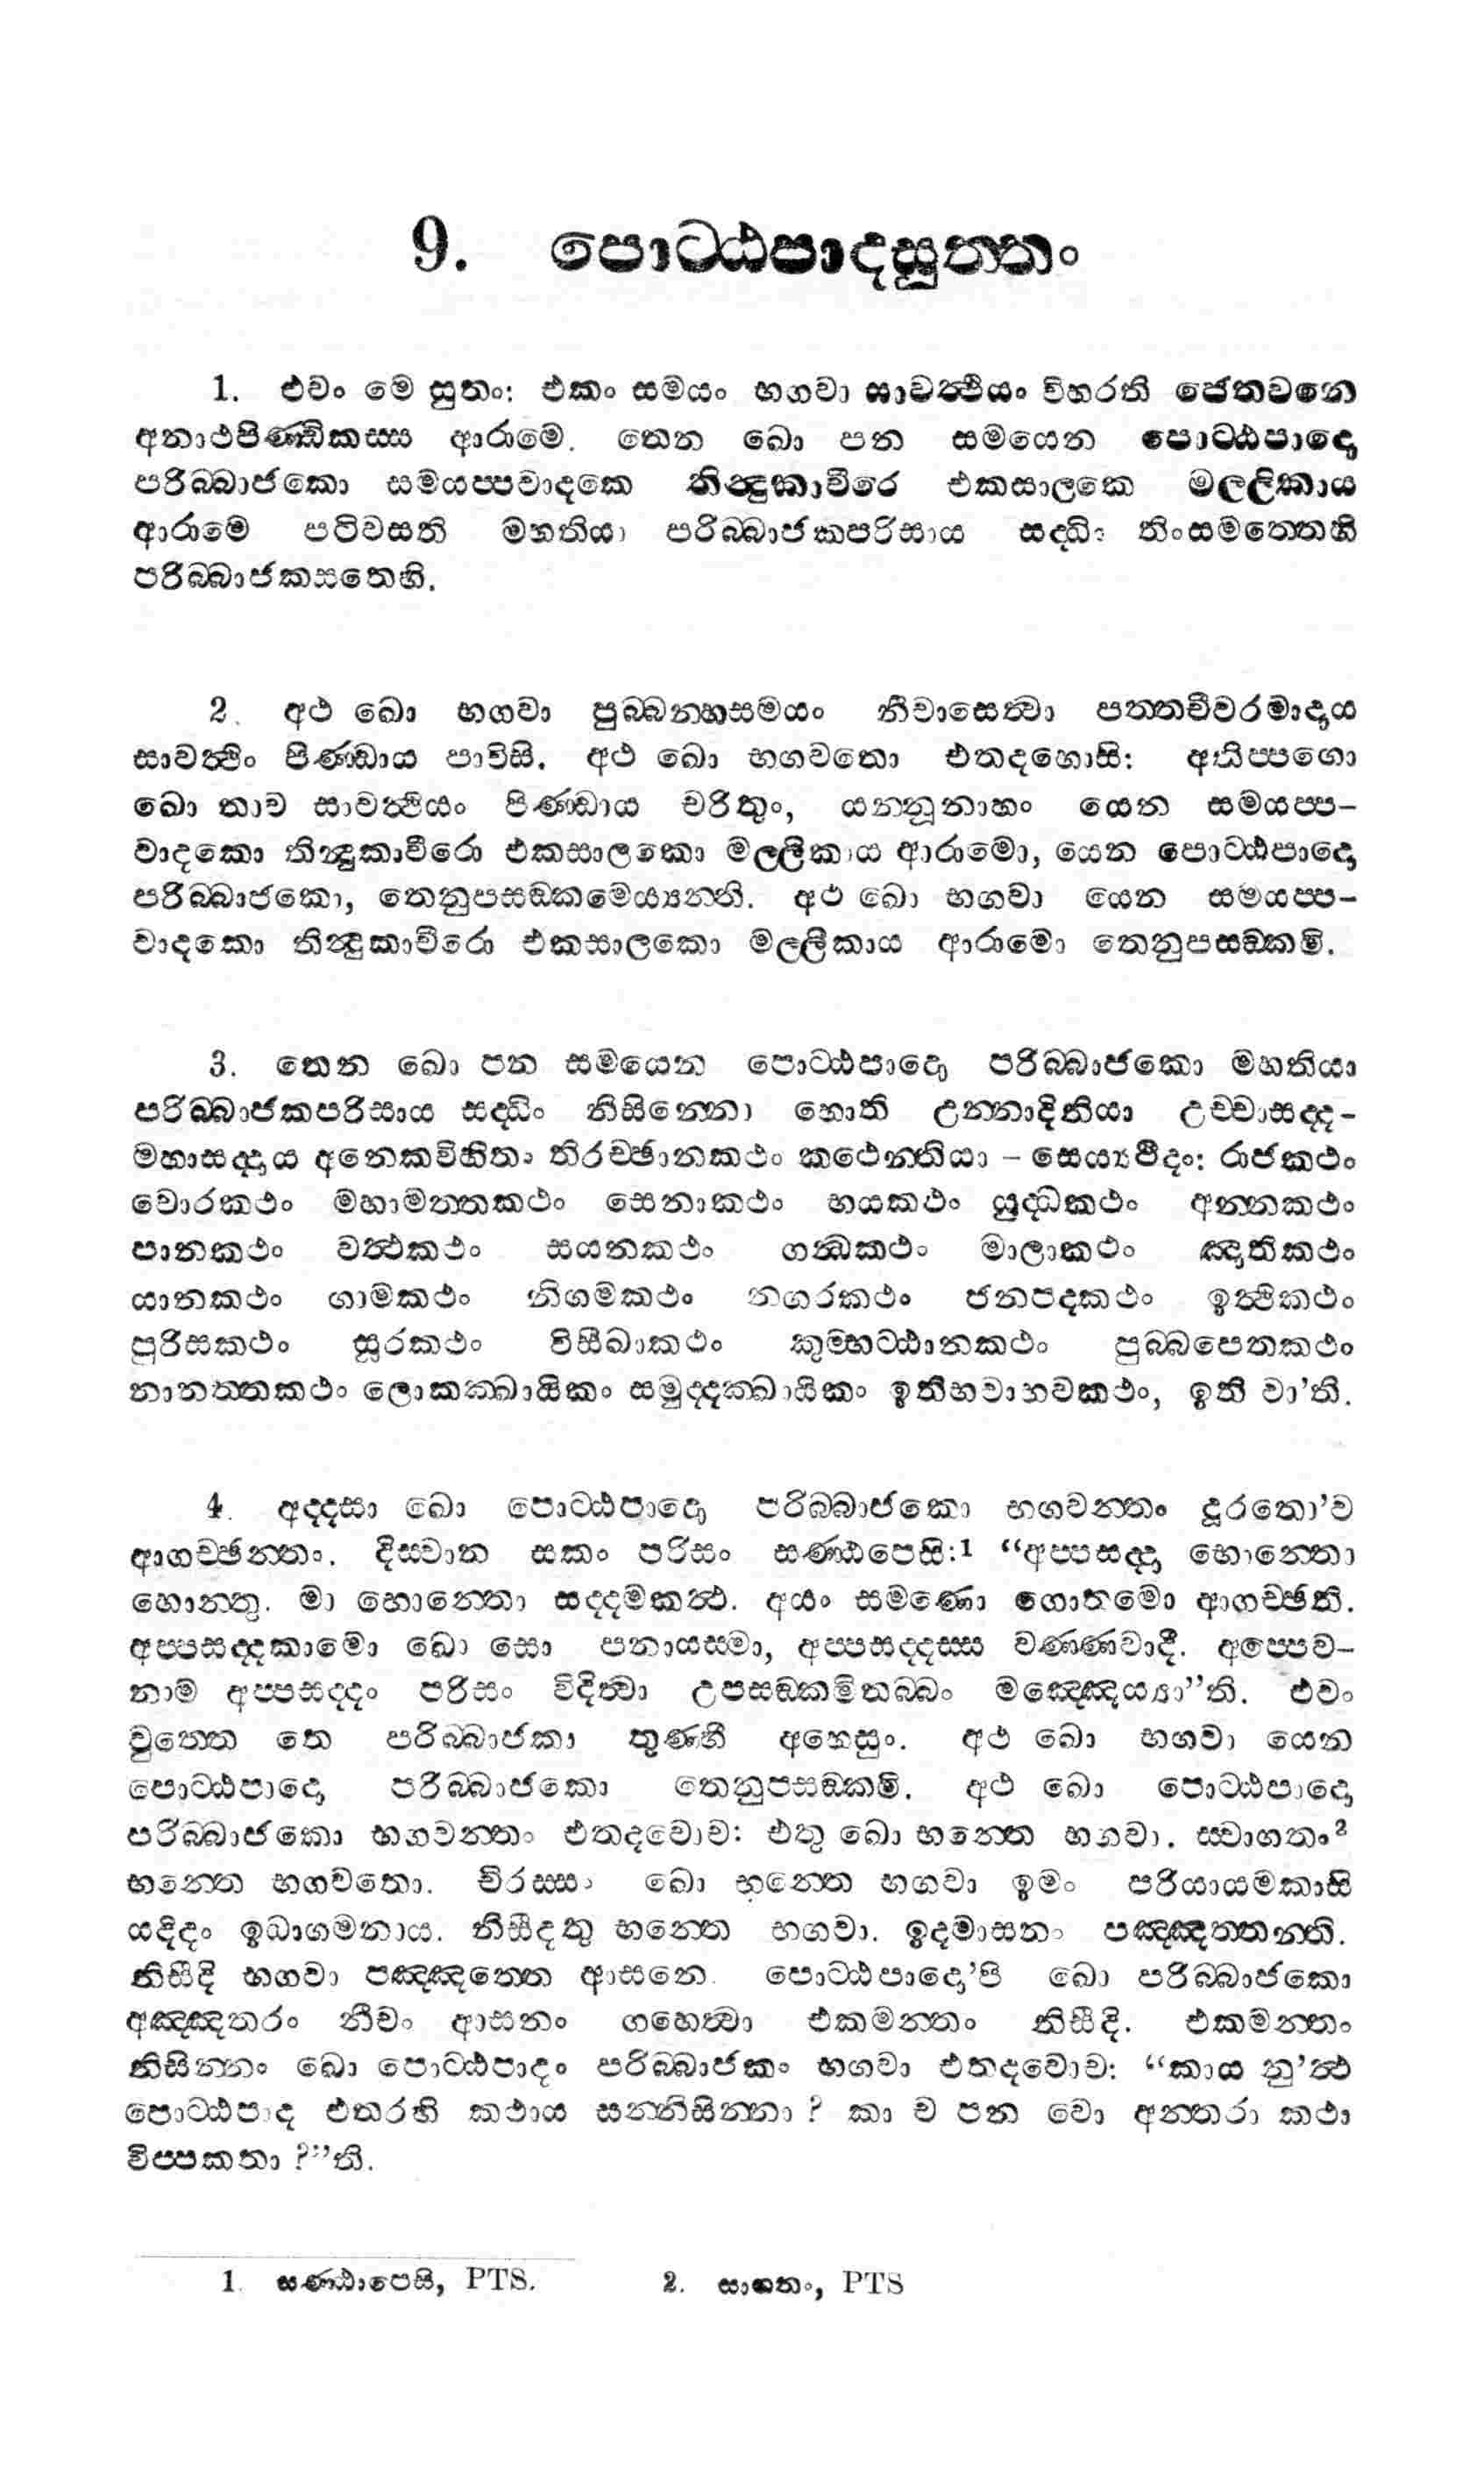 9. පොට්ඨපාදසුත්තං
1. එවං මෙ සුතං: එකං සමයං භගවා සාවත්ථියං විහරති ජෙතවනෙ
අනාථපිණ්ඩිකස්ස ආරාමෙ. තෙන ඛො පන සමයෙන පොට්ඨපාදො
පරිබ්බාජකො සමයප්පවාදකෙ තින්දුකාචීරෙ එකසාලකෙ මල්ලිකාය
ආරාමෙ පටිවසති මහතියා පරිබ්බාජකපරිසාය සද්ධිං තිංසමත්තෙහි
පරිබ්බාජකසතෙහි.
2. අථ ඛො භගවා පුබ්බන්හසමයං නිවාසෙත්වා පත්තචීවරමාදාය
සාවත්ථිං පිණ්ඩාය පාවිසි. අථ ඛො භගවතො එතදහොසි: අතිප්පගො
ඛො තාව සාවත්ථියං පිණ්ඩාය චරිතුං, යන්නූනාහං යෙන සමයප්ප-
වාදකො තින්දුකාචීරො එකසාලකො මල්ලිකාය ආරාමො, යෙන පොට්ඨපාදො
පරිබ්බාජකො, තෙනුපසඞ්කමෙය්‍යන්ති. අථ ඛො භගවා යෙන සමයප්ප-
වාදකො තින්දුකාචීරො එකසාලකො මල්ලිකාය ආරාමො තෙනුපසඞ්කමි.
3. තෙන ඛො පන සමයෙන පොට්ඨපාදො පරිබ්බාජකො මහතියා
පරිබ්බාජකපරිසාය සද්ධිං නිසින්නො හොති උන්නාදිනියා උච්චාසද්ද-
මහාසද්දාය අනෙකවිහිතං තිරච්ඡානකථං කථෙන්තියා – සෙය්‍යථීදං: රාජකථං
චොරකථං මහාමත්තකථං සෙනාකථං භයකථං යුද්ධකථං අන්නකථං
පානකථං වත්ථකථං සයනකථං ගන්ධකථං මාලාකථං ඤාතිකථං
යානකථං ගාමකථං නිගමකථං නගරකථං ජනපදකථං ඉත්ථිකථං
පුරිසකථං සූරකථං විසිඛාකථං කුම්භට්ඨානකථං පුබ්බපෙතකථං
නානත්තකථං ලොකක්ඛායිකං සමුද්දක්ඛායිකං ඉතිභවාභවකථං, ඉති වා’ති.
4. අද්දසා ඛො පොට්ඨපාදො පරිබ්බාජකො භගවන්තං දූරතො’ව
ආගච්ඡන්තං. දිස්වාන සකං පරිසං සණ්ඨපෙසි:1 “අප්පසද්දා භොන්තො
හොන්තු. මා භොන්තො සද්දමකත්ථ. අයං සමණො ගොතමො ආගච්ඡති.
අප්පසද්දකාමො ඛො සො පනායස්මා, අප්පසද්දස්ස වණ්ණවාදී. අප්පෙව-
නාම අප්පසද්දං පරිසං විදිත්වා උපසඞ්කමිතබ්බං මඤ්ඤෙය්‍යා”ති. එවං
වුත්තෙ තෙ පරිබ්බාජකා තුණ්හී අහෙසුං. අථ ඛො භගවා යෙන
පොට්ඨපාදො පරිබ්බාජකො තෙනුපසඞ්කමි. අථ ඛො පොට්ඨපාදො
පරිබ්බාජකො භගවන්තං එතදවොච: එතු ඛො භන්තෙ භගවා. ස්වාගතං2
භන්තෙ භගවතො. චිරස්සං ඛො භන්තෙ භගවා ඉමං පරියායමකාසි
යදිදං ඉධාගමනාය. නිසීදතු භන්තෙ භගවා. ඉදමාසනං පඤ්ඤත්තන්ති.
නිසීදි භගවා පඤ්ඤත්තෙ ආසනෙ. පොට්ඨපාදො’පි ඛො පරිබ්බාජකො
අඤ්ඤතරං නීචං ආසනං ගහෙත්වා එකමන්තං නිසීදි. එකමන්තං
නිසින්නං ඛො පොට්ඨපාදං පරිබ්බාජකං භගවා එතදවොච: “කාය නු’ත්ථ
පොට්ඨපාද එතරහි කථාය සන්නිසින්නා ? කා ච පන වො අන්තරා කථා
විප්පකතා ?”ති.
1. සණ්ඨාපෙසි, PTS. 2. සාගතං, PTS